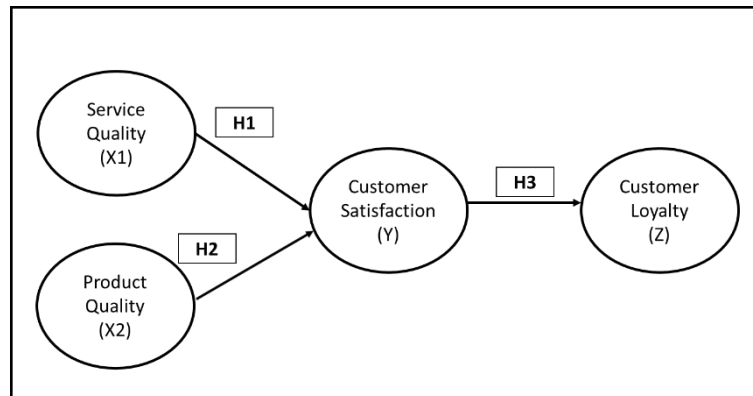 Service
Quality
(X1)
H1
Product
Quality
(X2)
H2
Customer
Satisfaction
(Y)
H3
Customer
Loyalty
(Z)